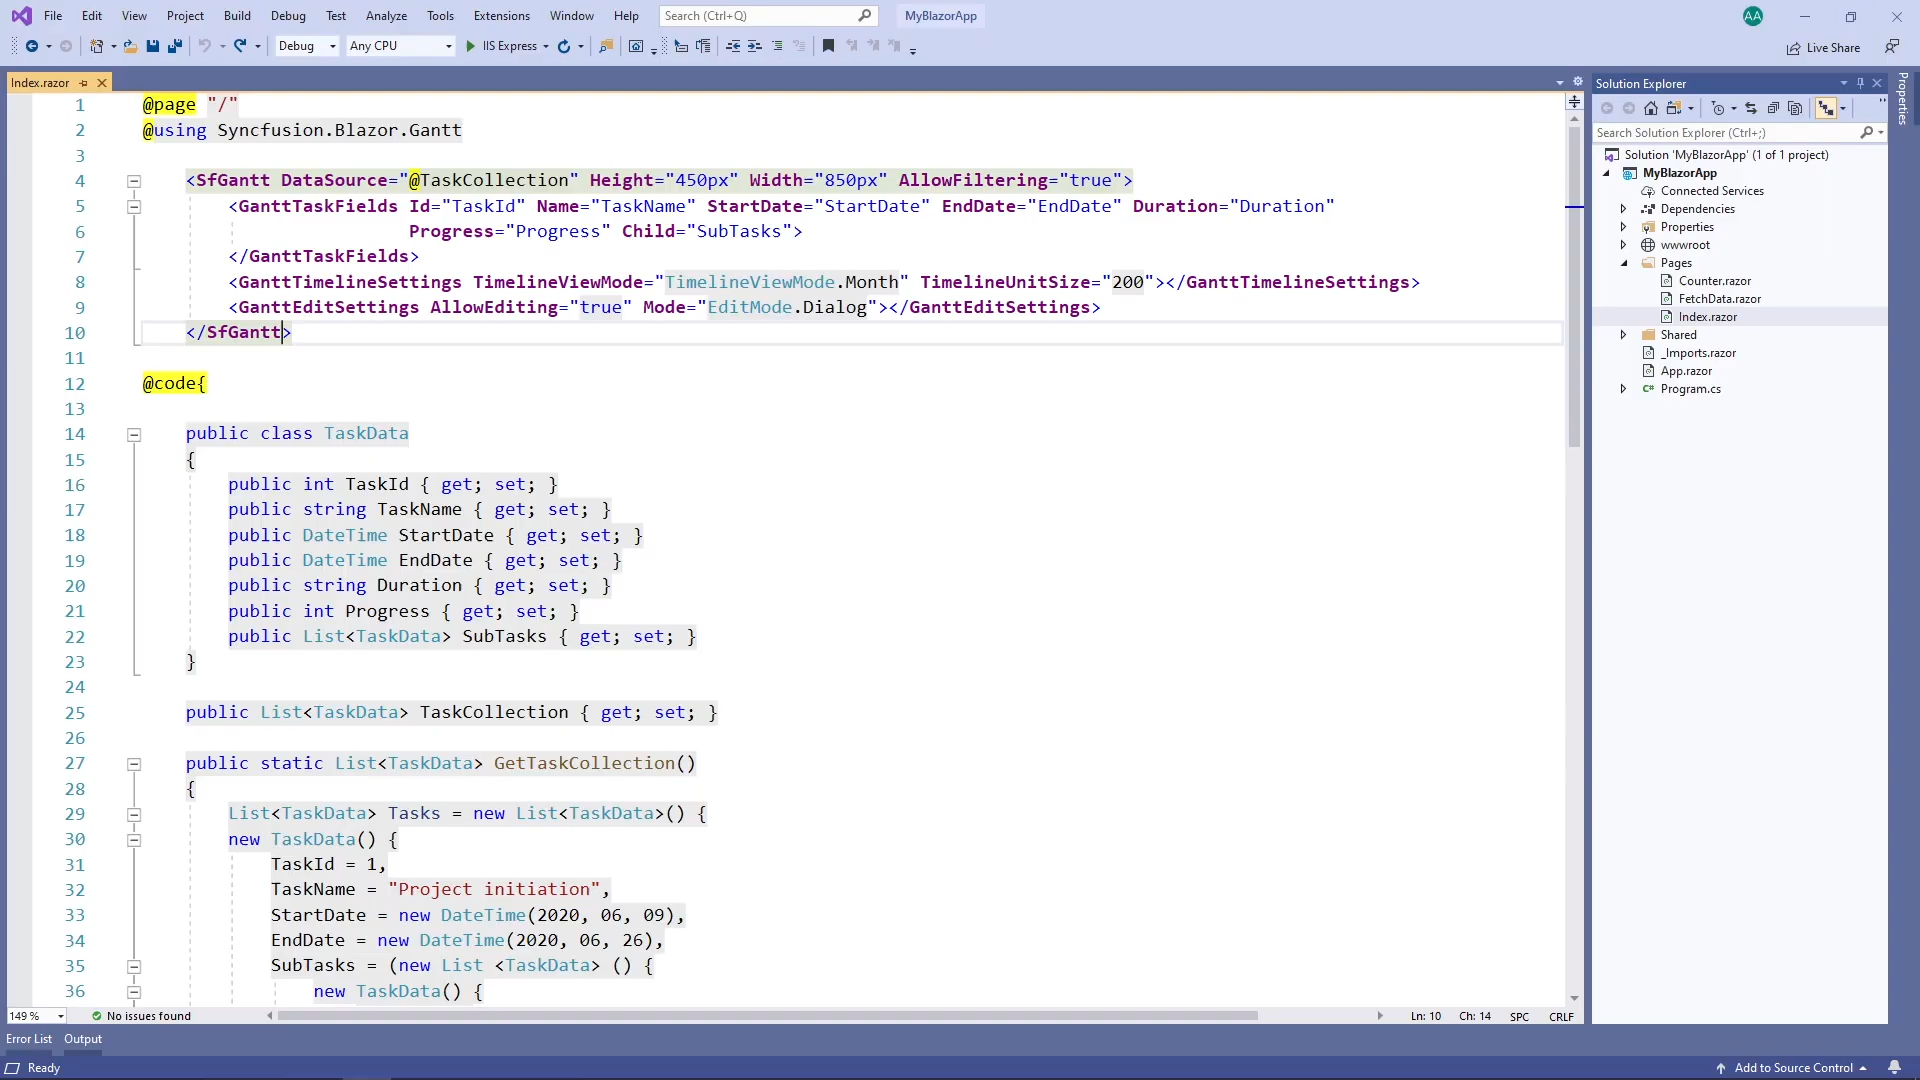 File Edit View Project Build Debug Test Analyze Tools Extensions Window Help Search (Ctrl+Q) MyBlazorApp AA
Debug Any CPU IIS Express Live Share
Index.razor
1 @page "/"
2 @using Syncfusion.Blazor.Gantt
3
4 <SfGantt DataSource="@TaskCollection" Height="450px" Width="850px" AllowFiltering="true">
5 <GanttTaskFields Id="TaskId" Name="TaskName" StartDate="StartDate" EndDate="EndDate" Duration="Duration"
6 Progress="Progress" Child="SubTasks">
7 </GanttTaskFields>
8 <GanttTimelineSettings TimelineViewMode="TimelineViewMode.Month" TimelineUnitSize="200"></GanttTimelineSettings>
9 <GanttEditSettings AllowEditing="true" Mode="EditMode.Dialog"></GanttEditSettings>
10 </SfGantt>
11
12 @code{
13
14 public class TaskData
15 {
16 public int TaskId { get; set; }
17 public string TaskName { get; set; }
18 public DateTime StartDate { get; set; }
19 public DateTime EndDate { get; set; }
20 public string Duration { get; set; }
21 public int Progress { get; set; }
22 public List<TaskData> SubTasks { get; set; }
23 }
24
25 public List<TaskData> TaskCollection { get; set; }
26
27 public static List<TaskData> GetTaskCollection()
28 {
29 List<TaskData> Tasks = new List<TaskData>() {
30 new TaskData() {
31 TaskId = 1,
32 TaskName = "Project initiation",
33 StartDate = new DateTime(2020, 06, 09),
34 EndDate = new DateTime(2020, 06, 26),
35 SubTasks = (new List <TaskData> () {
36 new TaskData() {
149 % No issues found Ln: 10 Ch: 14 SPC CRLF
Solution Explorer
Search Solution Explorer (Ctrl+;)
Solution 'MyBlazorApp' (1 of 1 project)
MyBlazorApp
Connected Services
Dependencies
Properties
wwwroot
Pages
Counter.razor
FetchData.razor
Index.razor
Shared
_Imports.razor
App.razor
C# Program.cs
Properties
Error List Output
Ready Add to Source Control